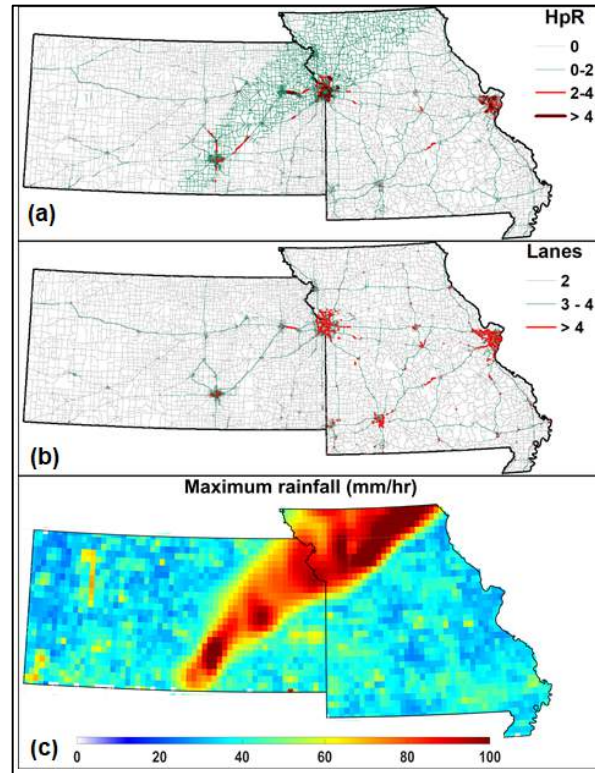 HpR
0
0-2
2-4
> 4
(a)
Lanes
2
3 - 4
> 4
(b)
Maximum rainfall (mm/hr)
(c)
0 20 40 60 80 100